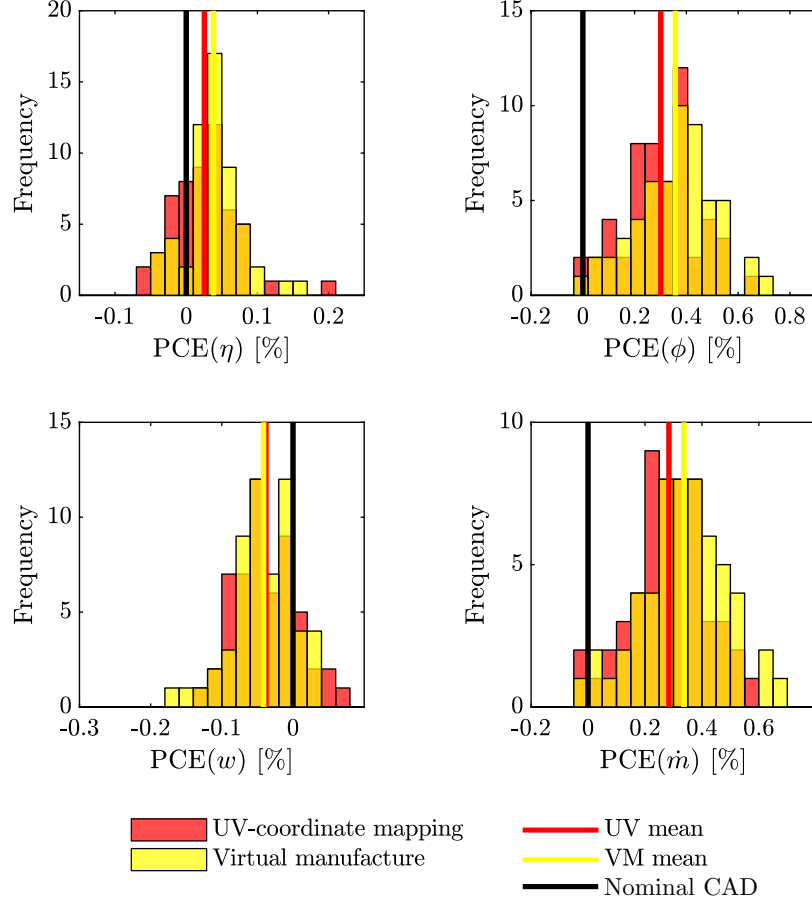 20
15
10
5
0
Frequency
-0.1
0
0.1
0.2
PCE(η) [%]
15
10
5
0
Frequency
-0.2
0
0.2
0.4
0.6
0.8
PCE(ϕ) [%]
15
10
5
0
Frequency
-0.3
-0.2
-0.1
0
PCE(w) [%]
10
5
0
Frequency
-0.2
0
0.2
0.4
0.6
PCE(ṁ) [%]
UV-coordinate mapping
Virtual manufacture
UV mean
VM mean
Nominal CAD